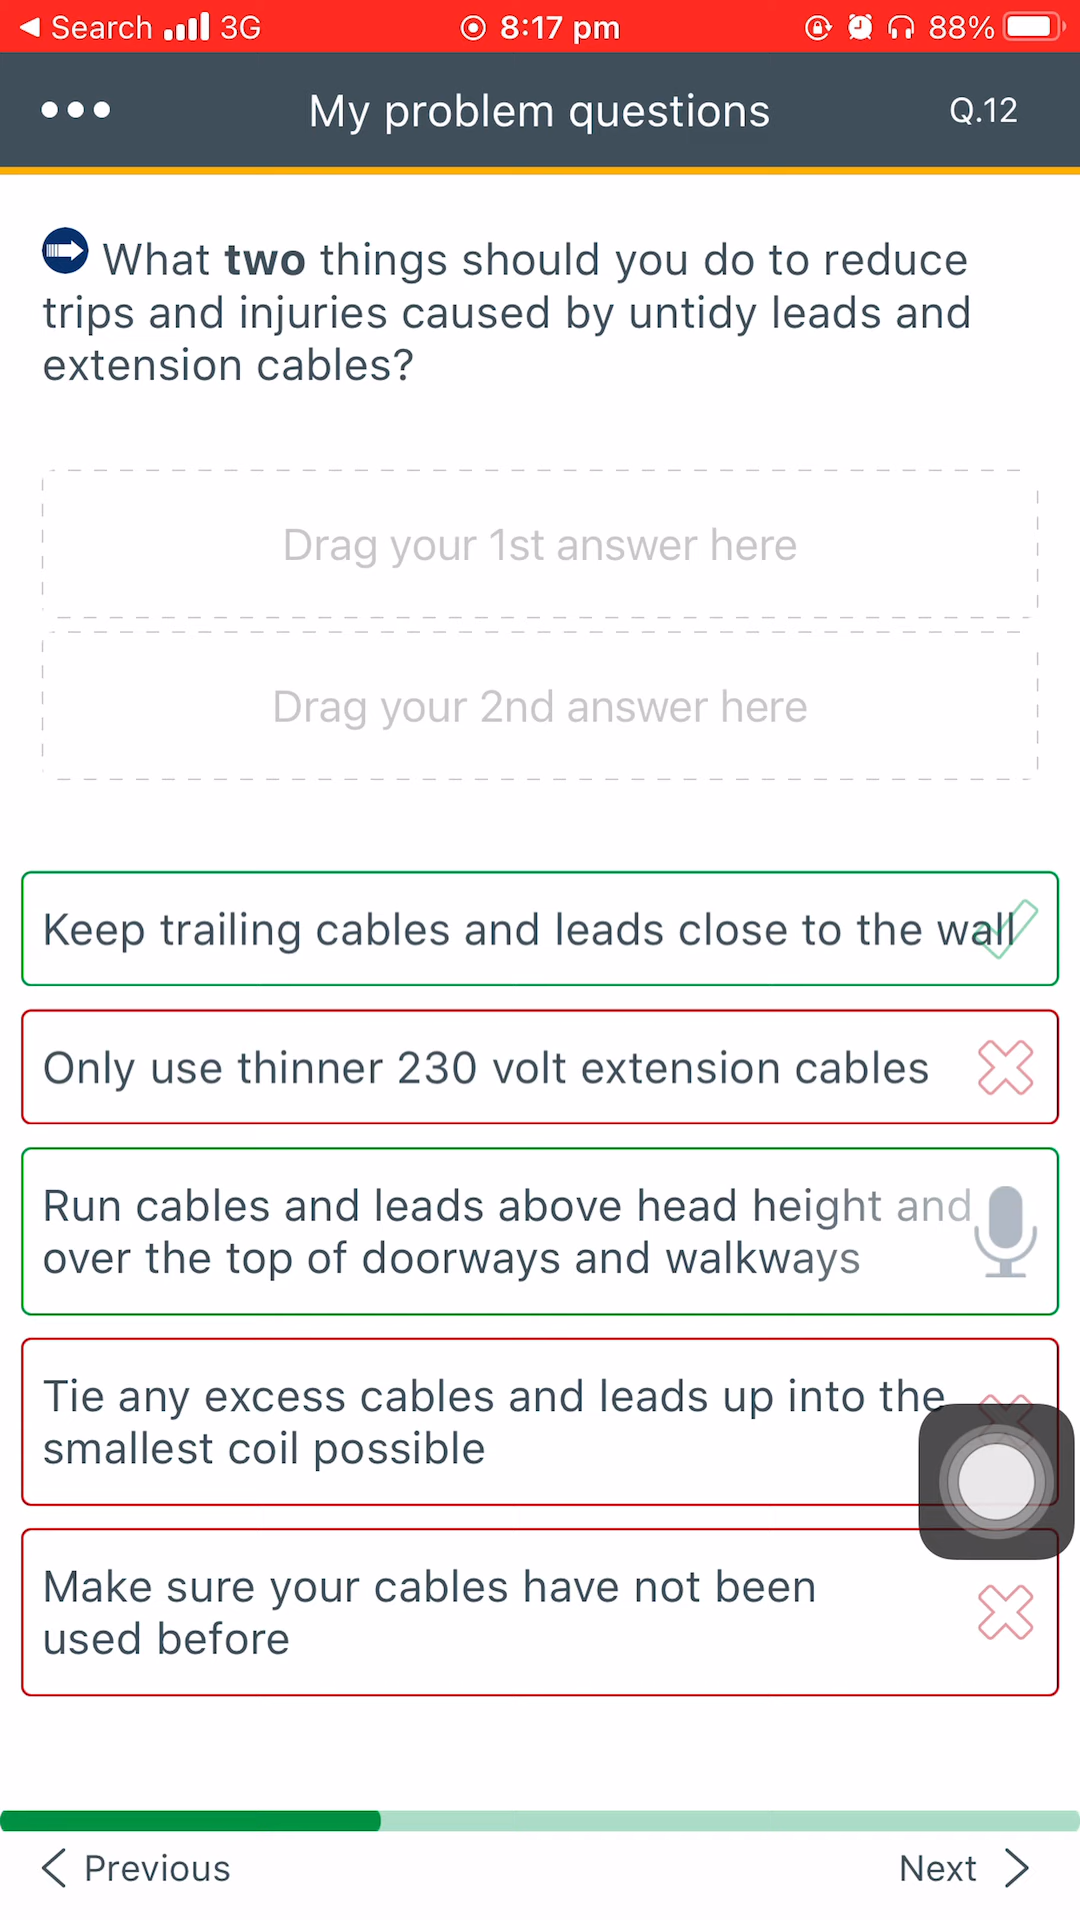 Search 3G 8:17 pm 88%
My problem questions Q.12
What two things should you do to reduce
trips and injuries caused by untidy leads and
extension cables?
Drag your 1st answer here
Drag your 2nd answer here
Keep trailing cables and leads close to the wall
Only use thinner 230 volt extension cables
Run cables and leads above head height and
over the top of doorways and walkways
Tie any excess cables and leads up into the
smallest coil possible
Make sure your cables have not been
used before
Previous Next